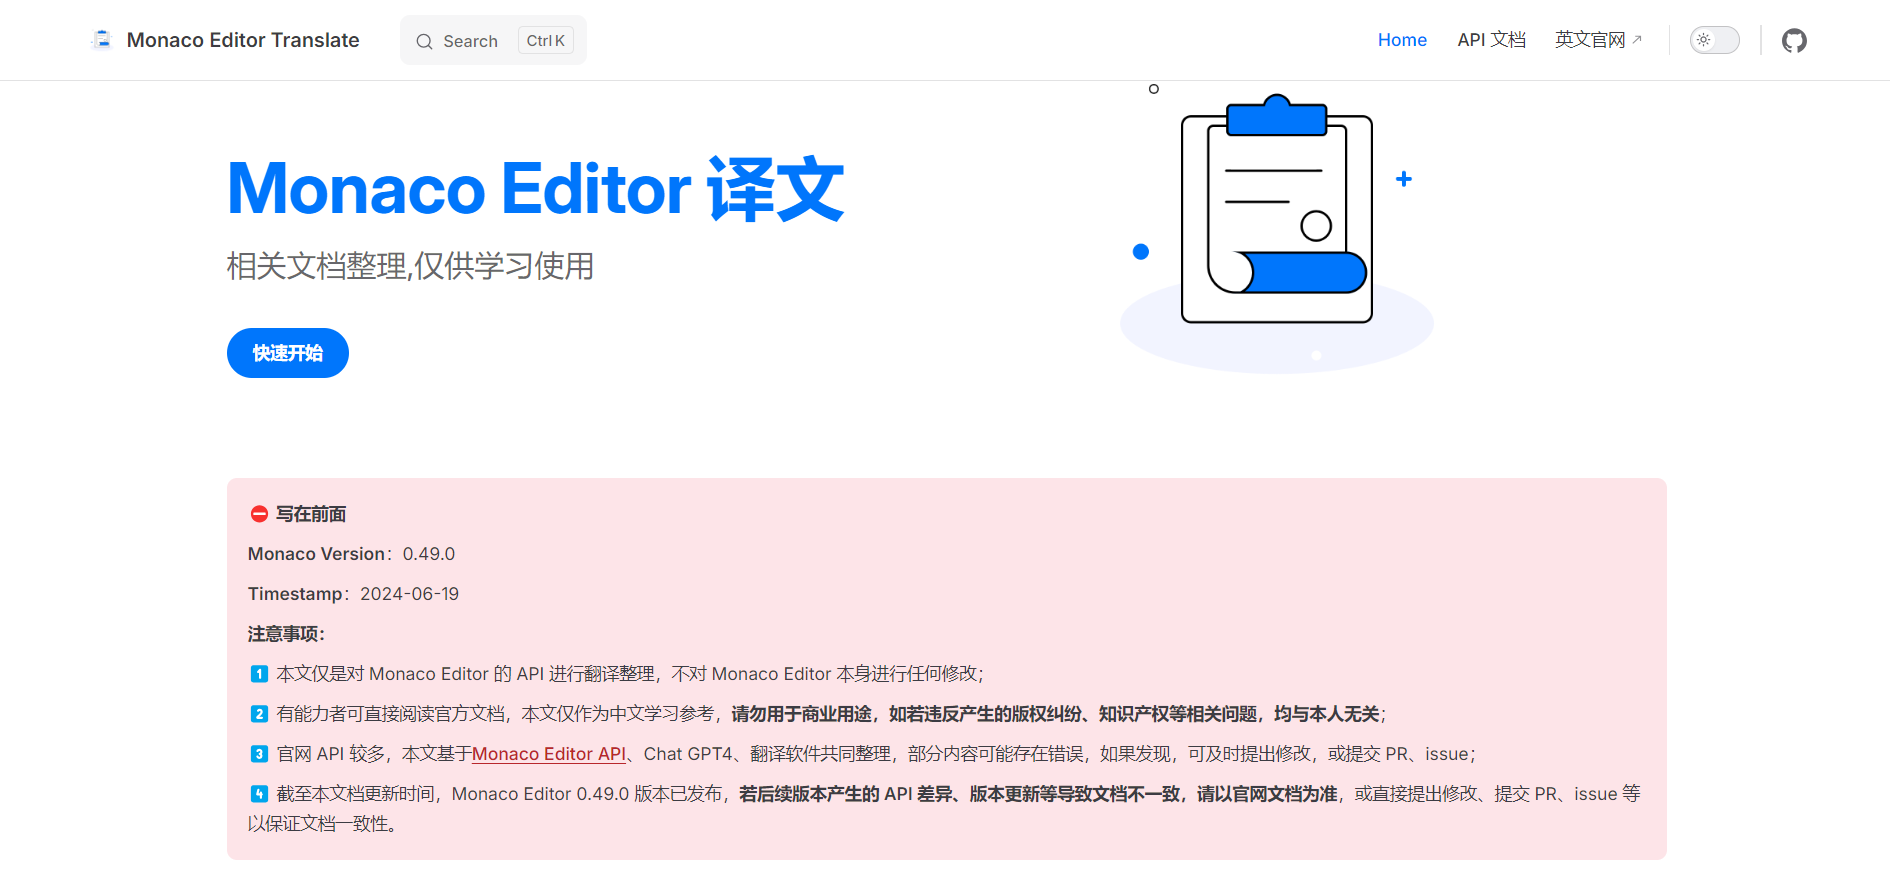 Monaco Editor Translate
Search
Ctrl K
Home
API 文档
英文官网
Monaco Editor 译文
相关文档整理,仅供学习使用
快速开始
⛔ 写在前面
Monaco Version：0.49.0
Timestamp：2024-06-19
注意事项：
1️⃣ 本文仅是对 Monaco Editor 的 API 进行翻译整理，不对 Monaco Editor 本身进行任何修改；
2️⃣ 有能力者可直接阅读官方文档，本文仅作为中文学习参考，请勿用于商业用途，如若违反产生的版权纠纷、知识产权等相关问题，均与本人无关；
3️⃣ 官网 API 较多，本文基于Monaco Editor API、Chat GPT4、翻译软件共同整理，部分内容可能存在错误，如果发现，可及时提出修改，或提交 PR、issue；
4️⃣ 截至本文档更新时间，Monaco Editor 0.49.0 版本已发布，若后续版本产生的 API 差异、版本更新等导致文档不一致，请以官网文档为准，或直接提出修改、提交 PR、issue 等
以保证文档一致性。